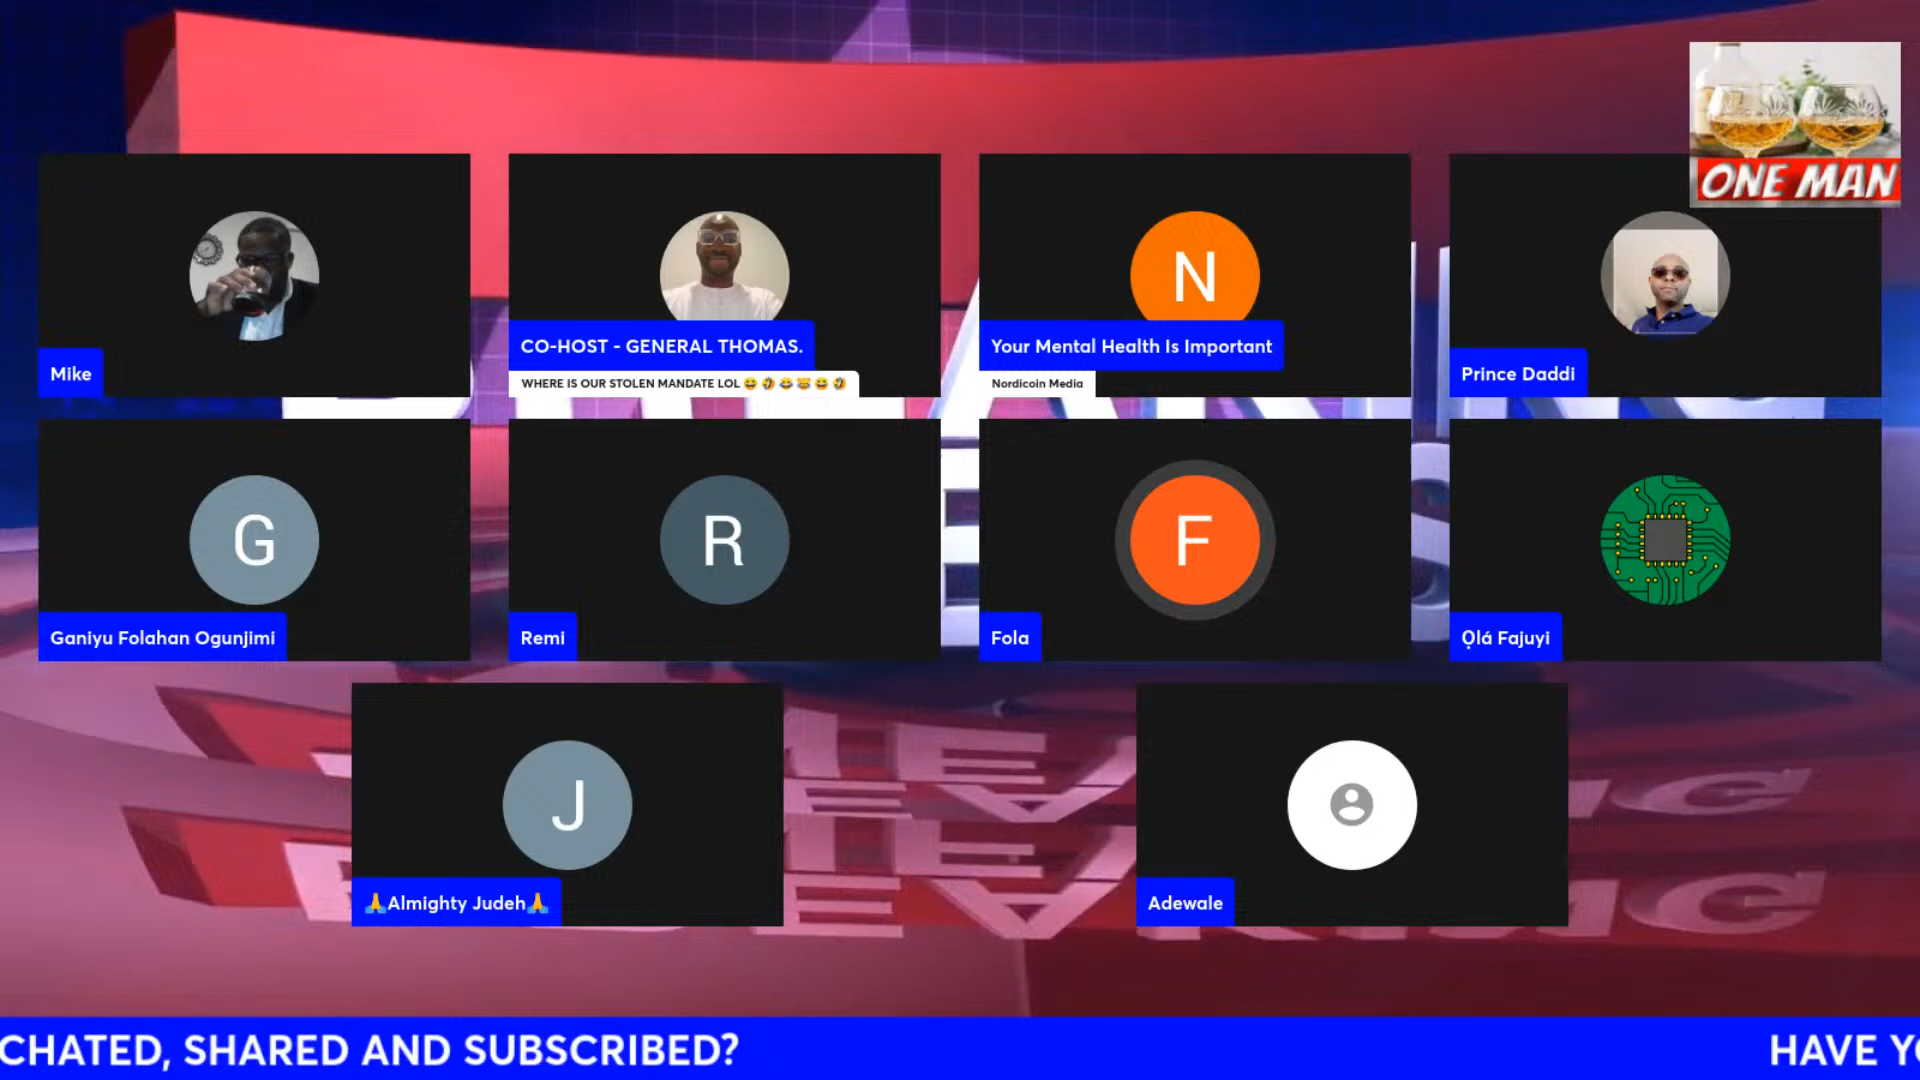 ONE MAN
N
Mike
CO-HOST - GENERAL THOMAS.
WHERE IS OUR STOLEN MANDATE LOL 😆 🤣 😂 😹 😅 🤣
Your Mental Health Is Important
Nordicoin Media
Prince Daddi
G
R
F
Ganiyu Folahan Ogunjimi
Remi
Fola
Ọlá Fajuyi
J
🙏Almighty Judeh🙏
Adewale
CHATED, SHARED AND SUBSCRIBED?
HAVE YO